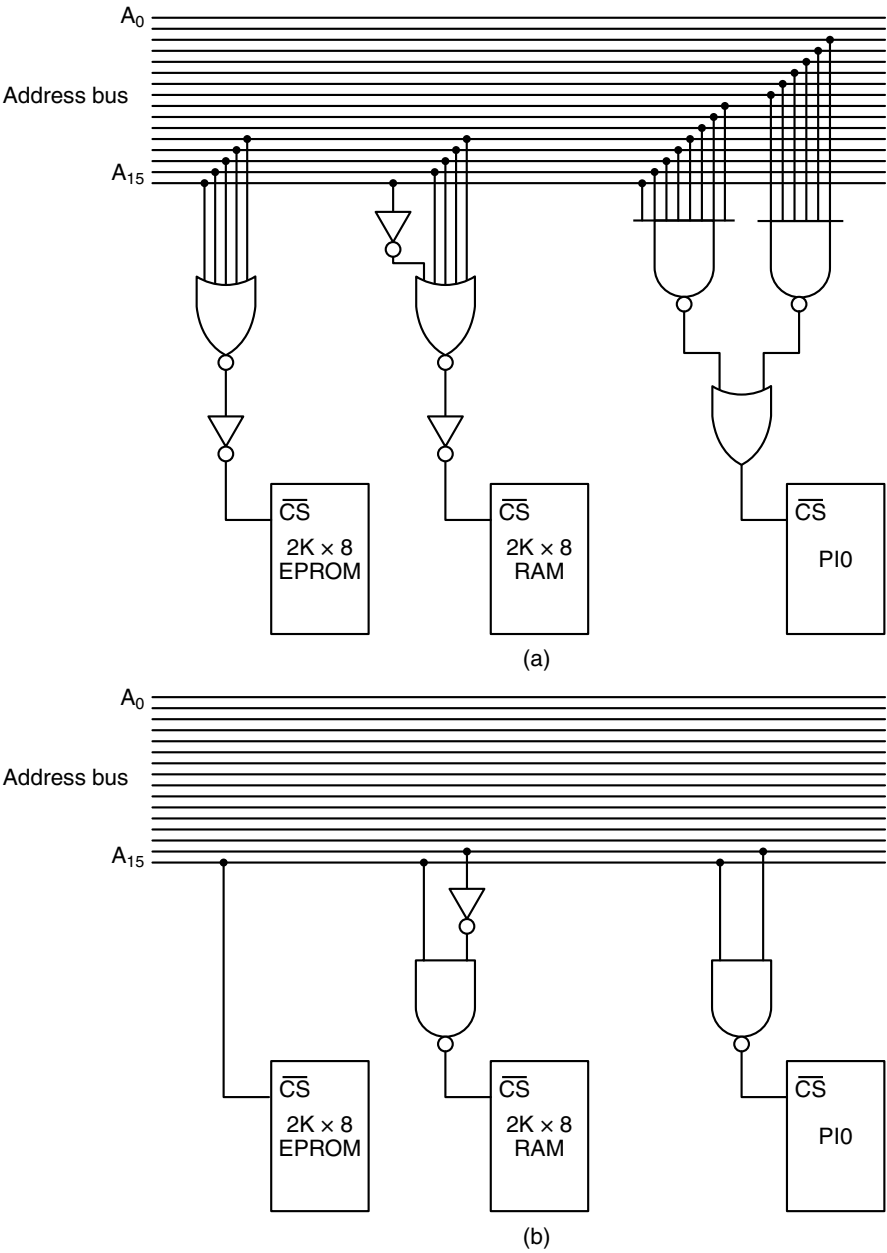 A0
Address bus
A15
CS
2K × 8
EPROM
CS
2K × 8
RAM
CS
PI0
(a)
A0
Address bus
A15
CS
2K × 8
EPROM
CS
2K × 8
RAM
CS
PI0
(b)